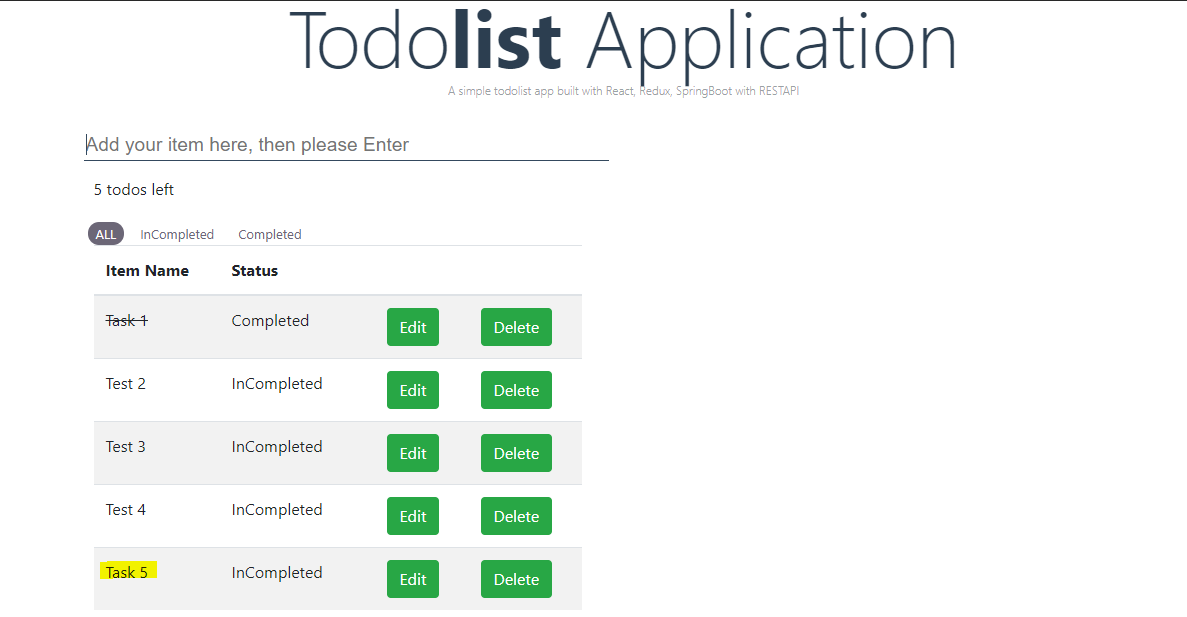 Todolist Application
A simple todolist app built with React, Redux, SpringBoot with RESTAPI
Add your item here, then please Enter
5 todos left
ALL InCompleted Completed
Item Name Status
Task 1 Completed Edit Delete
Test 2 InCompleted Edit Delete
Test 3 InCompleted Edit Delete
Test 4 InCompleted Edit Delete
Task 5 InCompleted Edit Delete